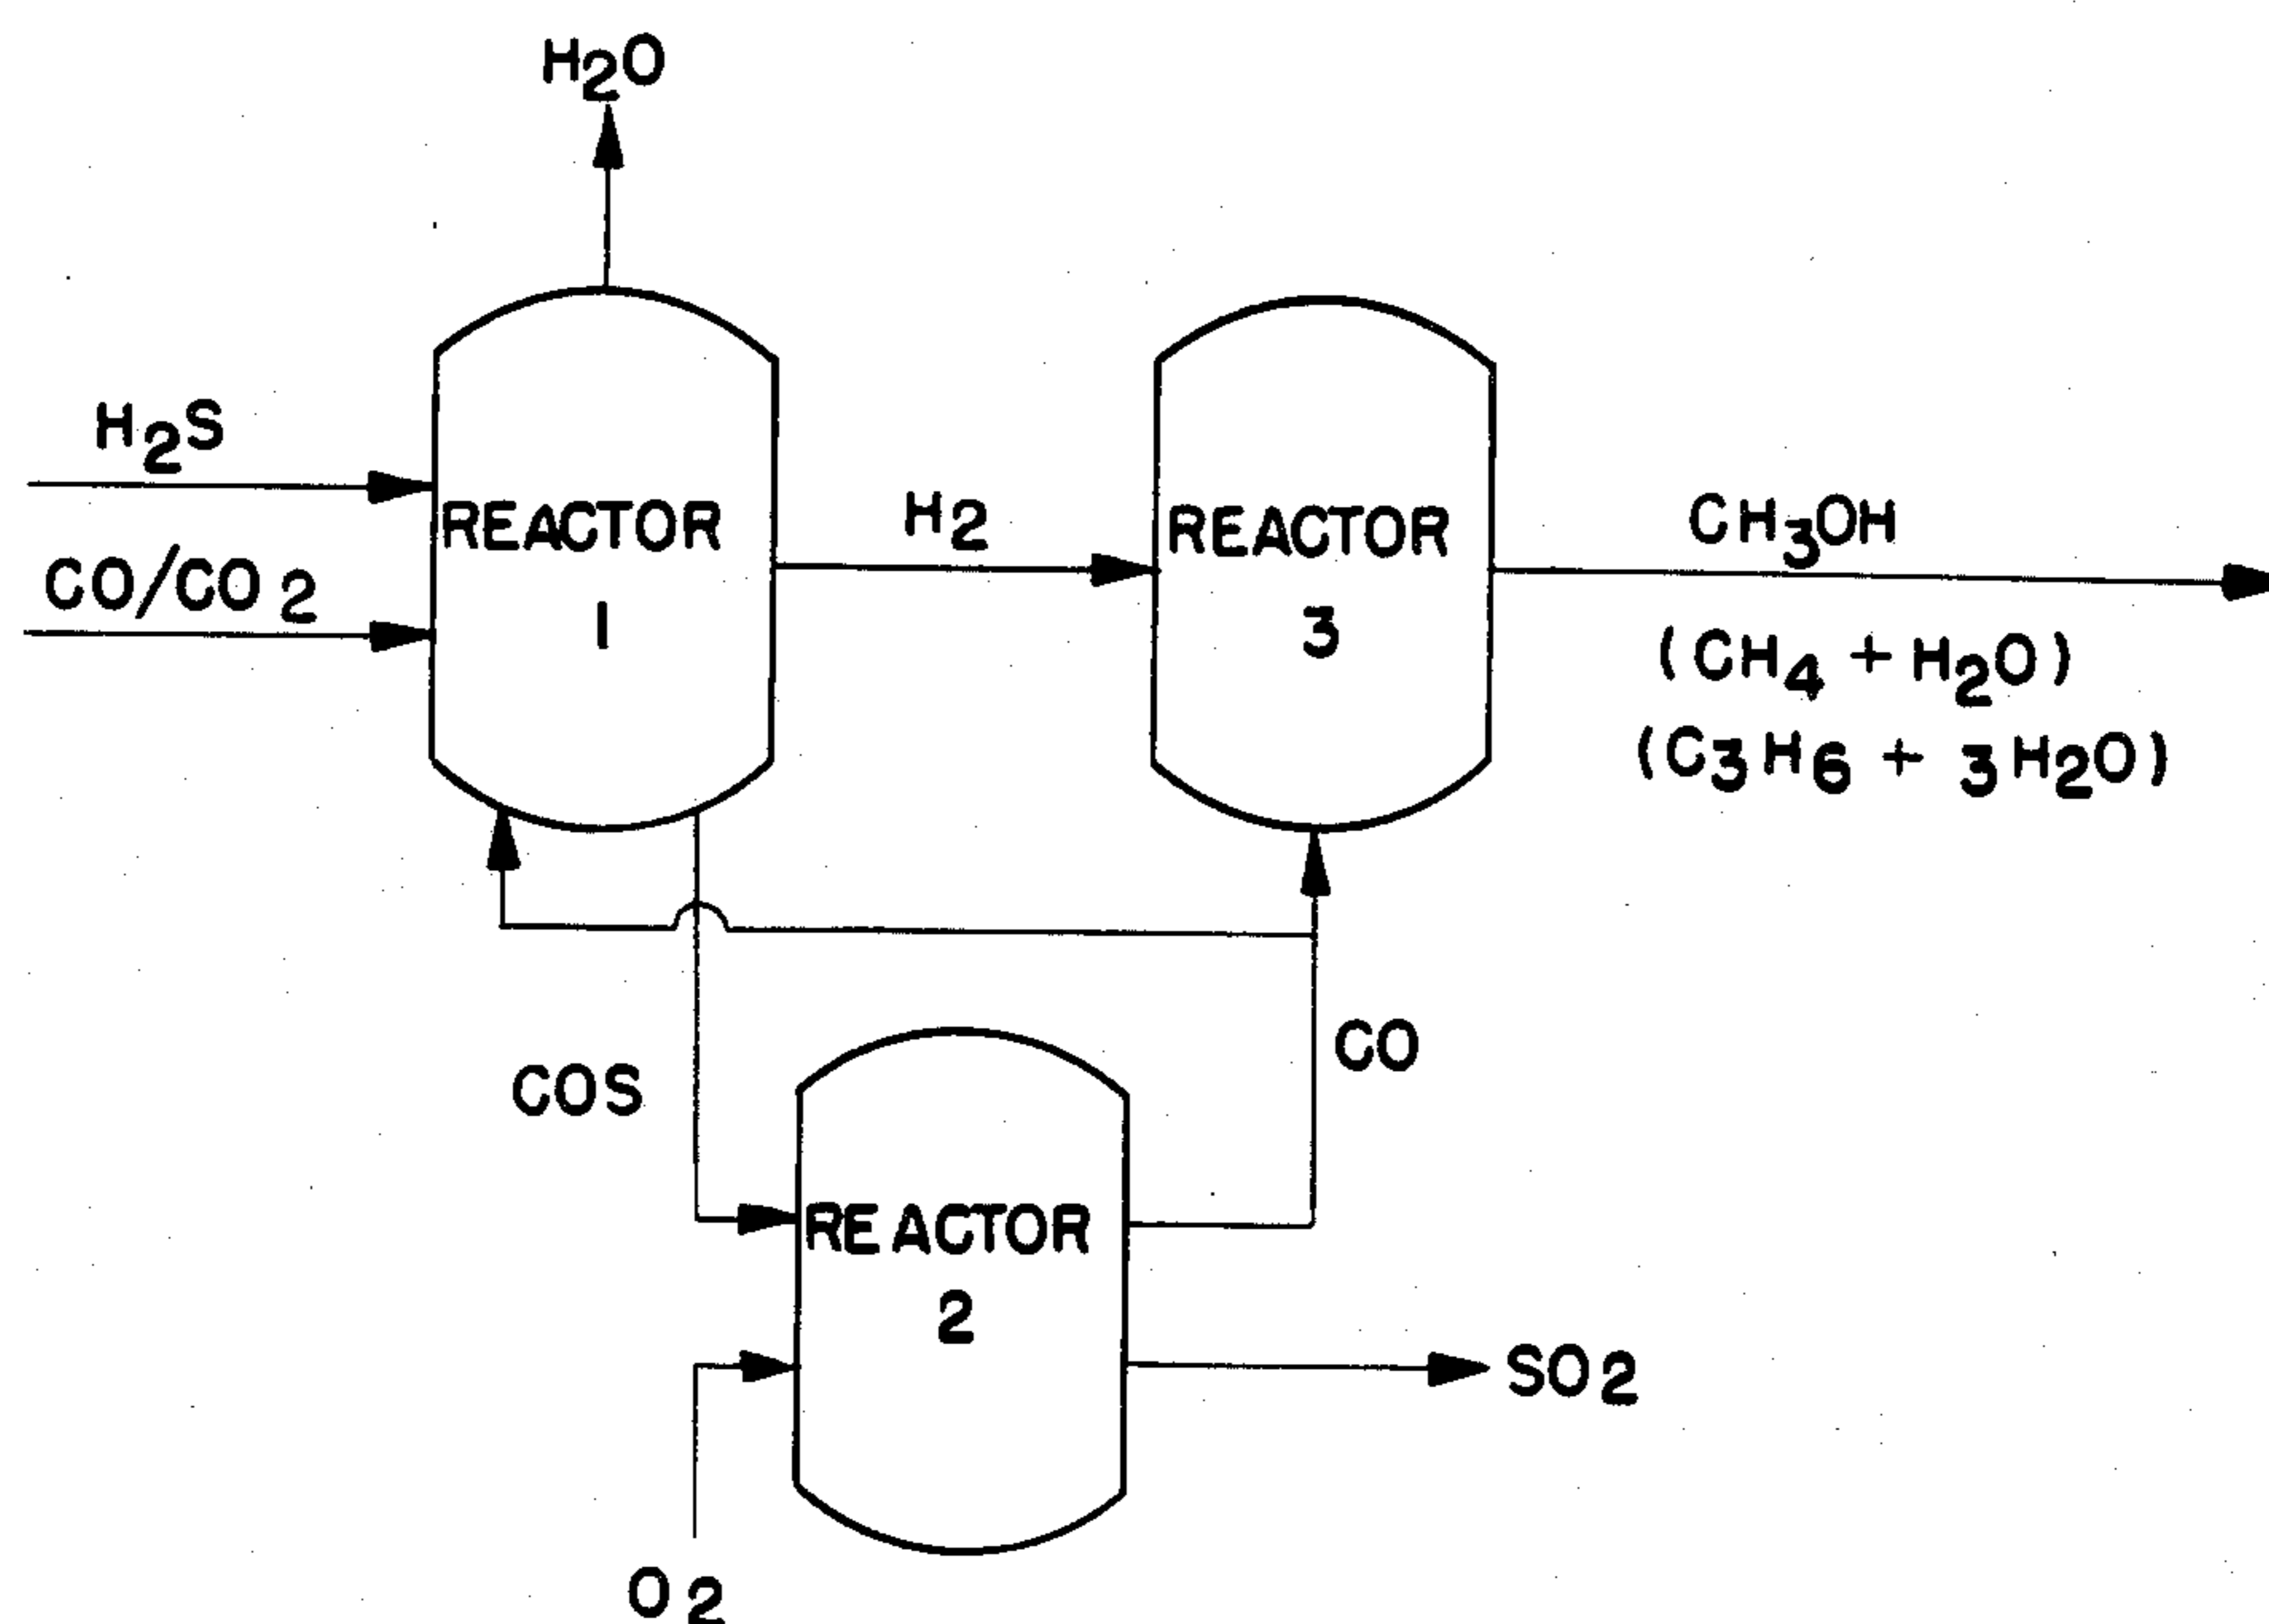 H2O
H2S
CO/CO2
REACTOR
1
H2
REACTOR
3
CH3OH
(CH4 + H2O)
(C3H6 + 3H2O)
COS
CO
REACTOR
2
SO2
O2